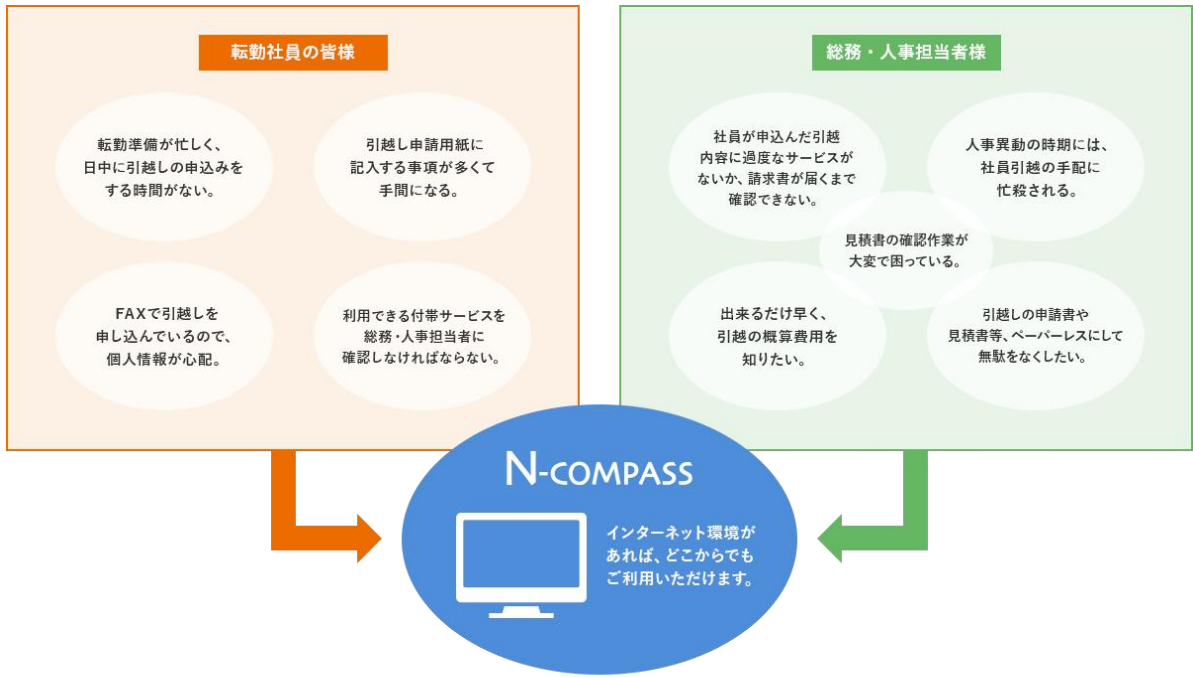 転勤社員の皆様
転勤準備が忙しく、
日中に引越しの申込みを
する時間がない。
引越し申請用紙に
記入する事項が多くて
手間になる。
FAXで引越しを
申し込んでいるので、
個人情報が心配。
利用できる付帯サービスを
総務・人事担当者に
確認しなければならない。
総務・人事担当者様
社員が申込んだ引越
内容に過度なサービスが
ないか、請求書が届くまで
確認できない。
人事異動の時期には、
社員引越の手配に
忙殺される。
見積書の確認作業が
大変で困っている。
出来るだけ早く、
引越の概算費用を
知りたい。
引越しの申請書や
見積書等、ペーパーレスにして
無駄をなくしたい。
N-COMPASS
インターネット環境が
あれば、どこからでも
ご利用いただけます。